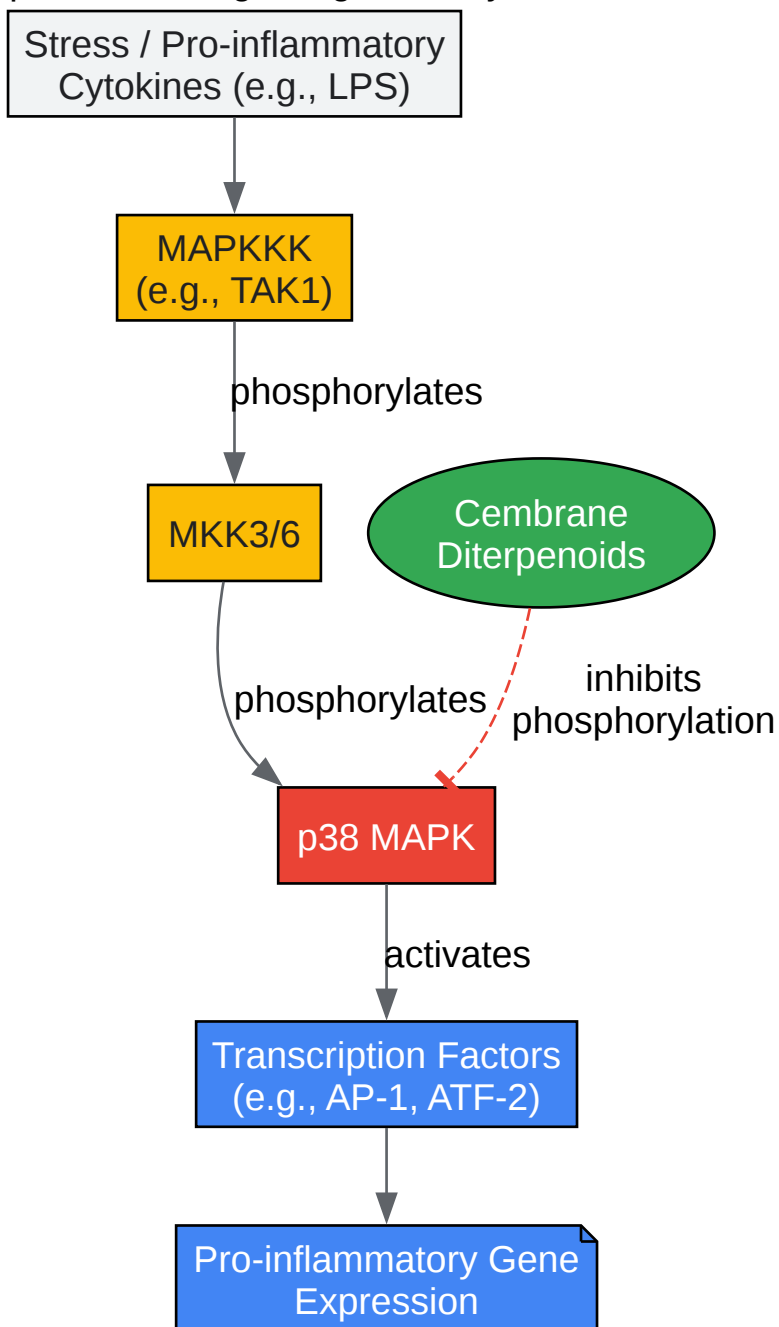 Stress / Pro-inflammatory
Cytokines (e.g., LPS)
MAPKKK
(e.g., TAK1)
phosphorylates
MKK3/6
Cembrane
Diterpenoids
phosphorylates
inhibits
phosphorylation
p38 MAPK
activates
Transcription Factors
(e.g., AP-1, ATF-2)
Pro-inflammatory Gene
Expression